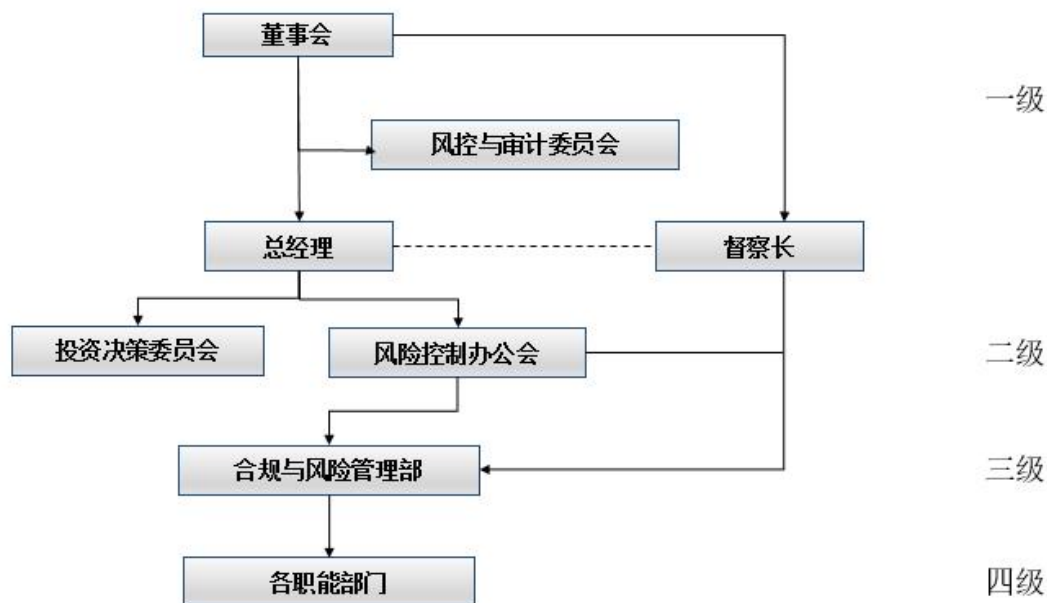 董事会
一级
风控与审计委员会
总经理
督察长
投资决策委员会
风险控制办公会
二级
合规与风险管理部
三级
各职能部门
四级